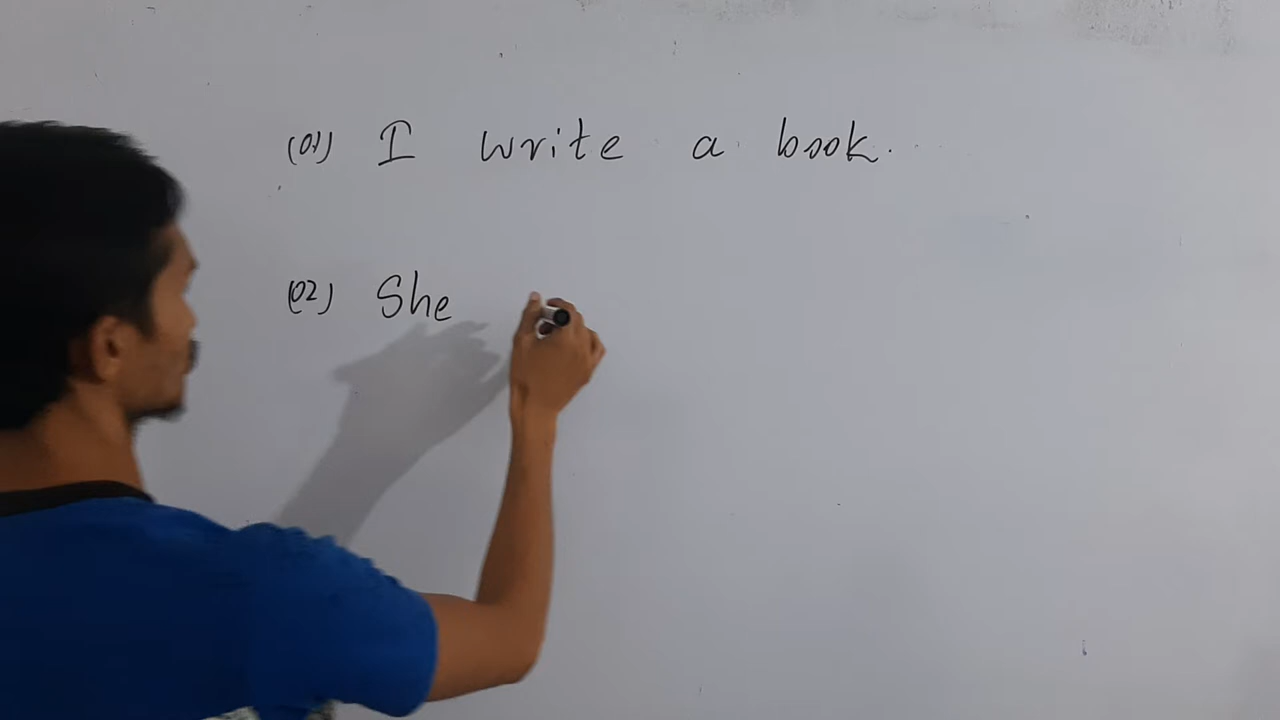 (01) I write a book.
(02) She